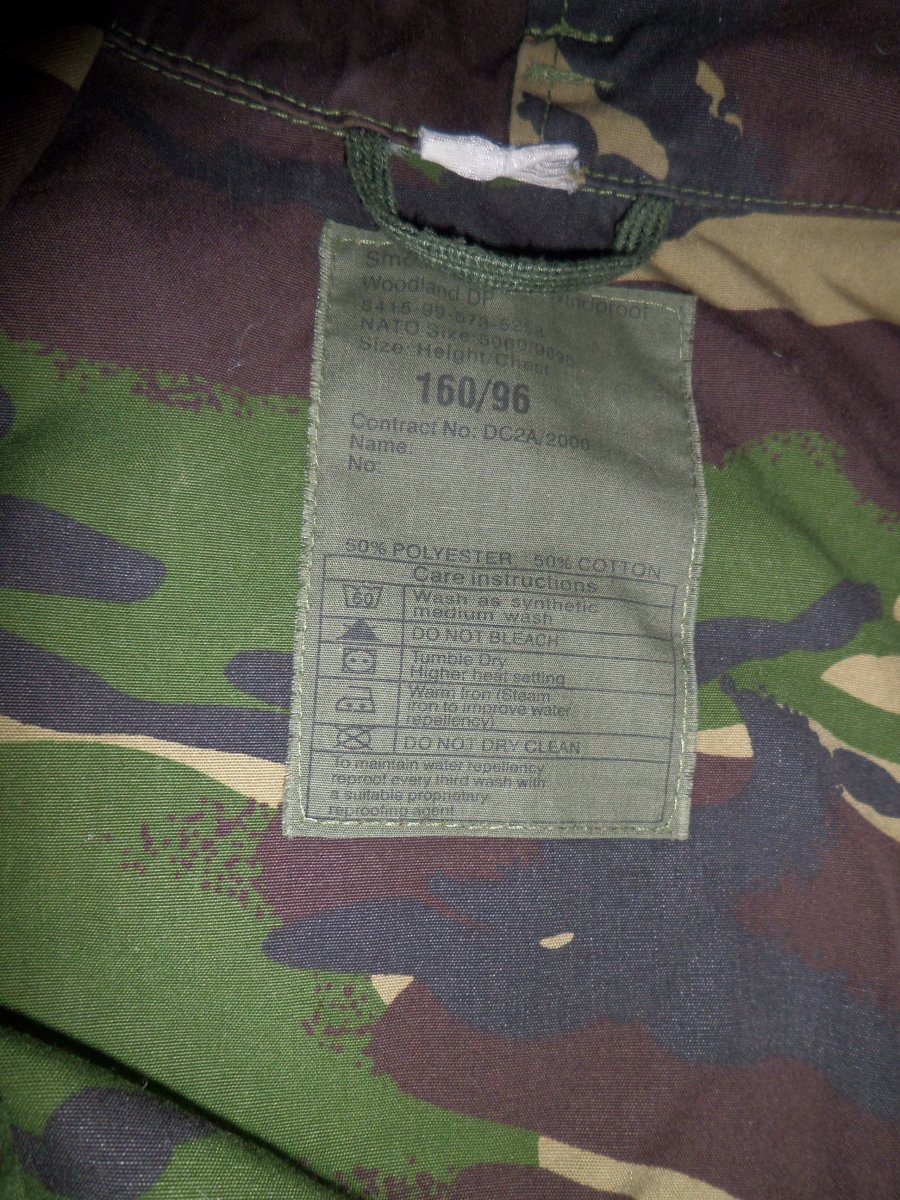 Woodland DP
NATO Size
Size: Height/Chest
160/96
Contract No: DC2A/2000
Name:
No:
50% POLYESTER 50% COTTON
Care instructions
60
Wash as synthetic
medium wash
DO NOT BLEACH
Tumble Dry
Higher heat setting
Warm iron (Steam
iron to improve water
repellency)
DO NOT DRY CLEAN
To maintain water repellency
reproof every third wash with
a suitable proprietary
reproofing agent